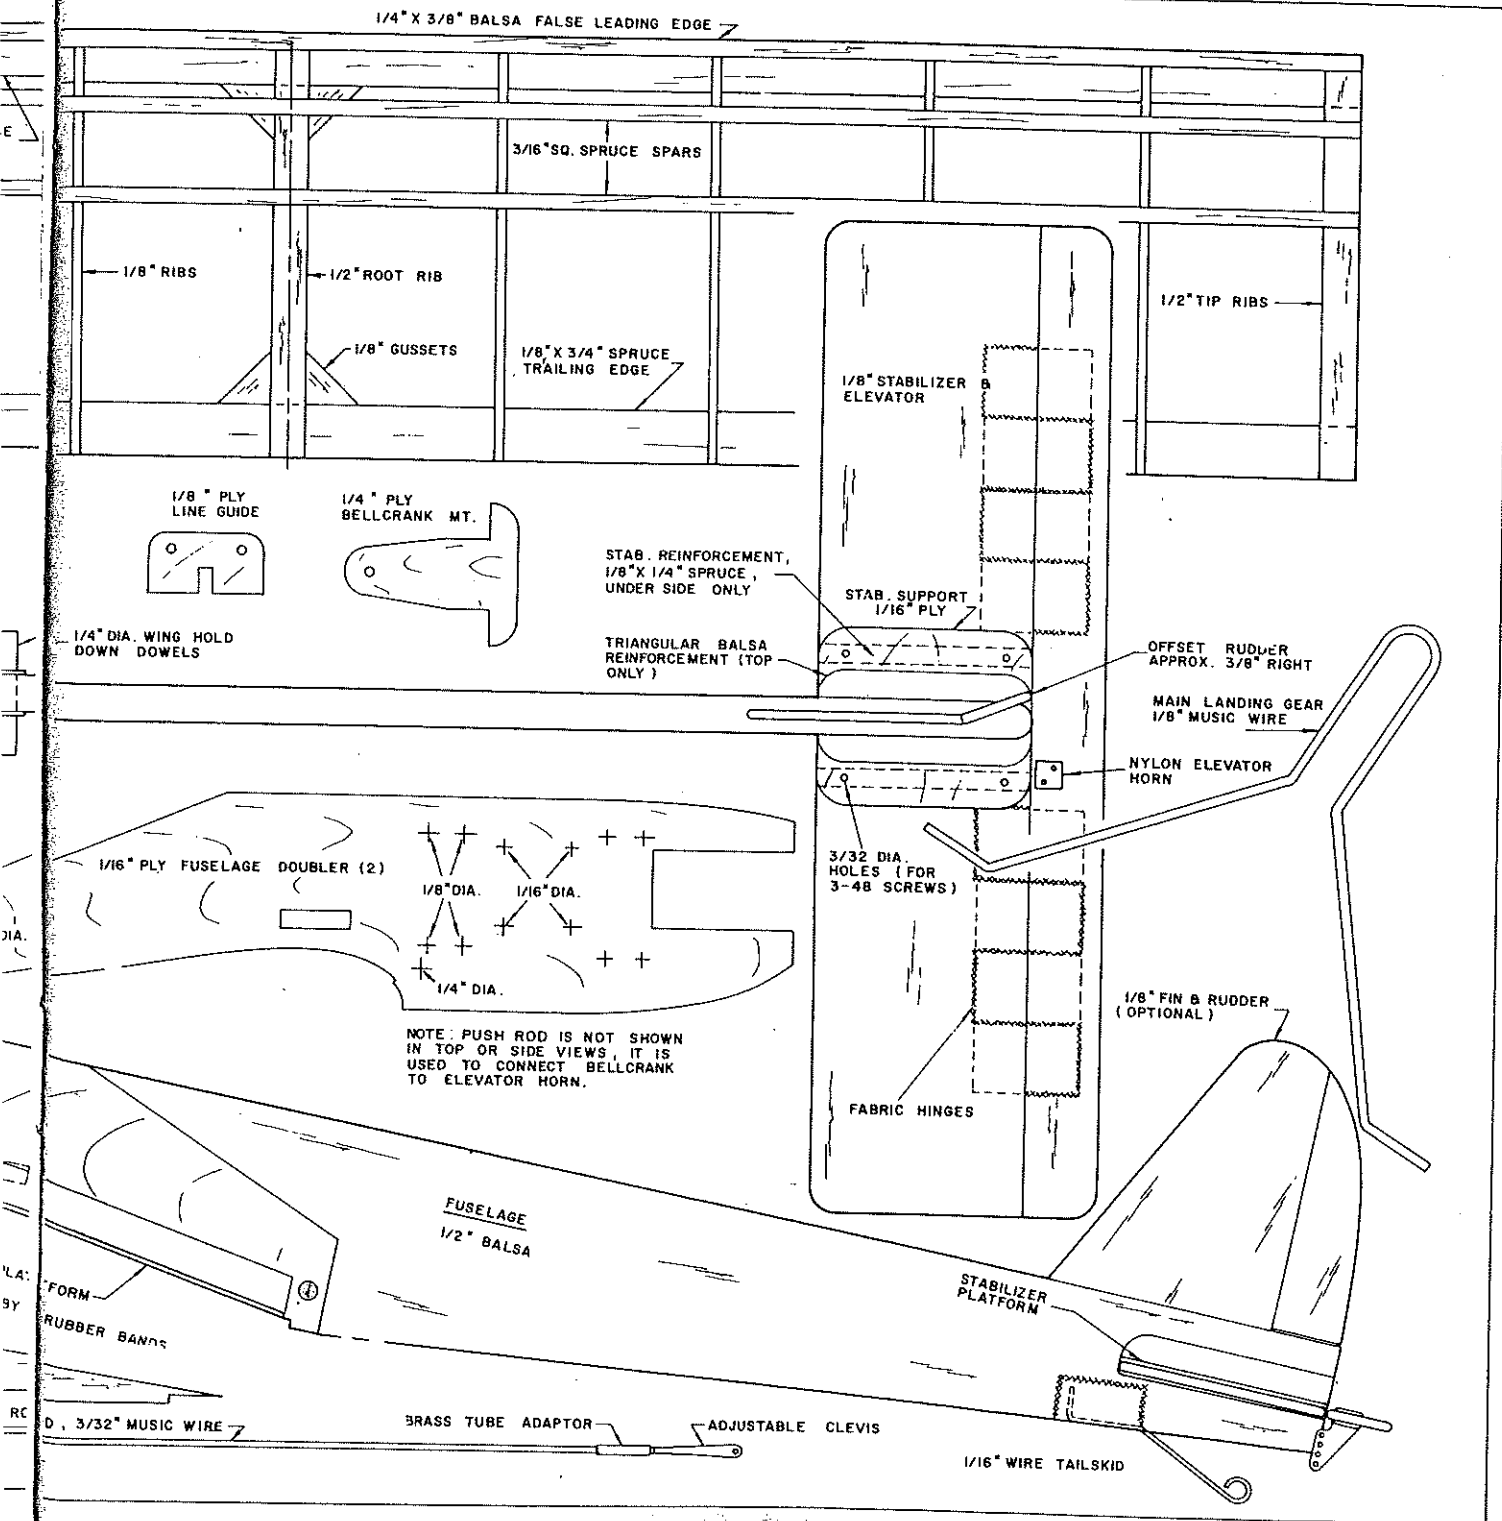 1/4" X 3/8" BALSA FALSE LEADING EDGE
3/16" SQ. SPRUCE SPARS
1/8" RIBS
1/2" ROOT RIB
1/2" TIP RIBS
1/8" GUSSETS
1/8" X 3/4" SPRUCE
TRAILING EDGE
1/8" STABILIZER &
ELEVATOR
1/8" PLY
LINE GUIDE
1/4" PLY
BELLCRANK MT.
STAB. REINFORCEMENT,
1/8" X 1/4" SPRUCE,
UNDER SIDE ONLY
STAB. SUPPORT
1/16" PLY
1/4" DIA. WING HOLD
DOWN DOWELS
TRIANGULAR BALSA
REINFORCEMENT (TOP
ONLY)
OFFSET RUDDER
APPROX. 3/8" RIGHT
MAIN LANDING GEAR
1/8" MUSIC WIRE
NYLON ELEVATOR
HORN
1/16" PLY FUSELAGE DOUBLER (2)
1/8" DIA.
1/16" DIA.
3/32 DIA.
HOLES (FOR
3-48 SCREWS)
DIA.
1/4" DIA.
1/8" FIN & RUDDER
(OPTIONAL)
NOTE: PUSH ROD IS NOT SHOWN
IN TOP OR SIDE VIEWS, IT IS
USED TO CONNECT BELLCRANK
TO ELEVATOR HORN.
FABRIC HINGES
FUSELAGE
1/2" BALSA
STABILIZER
PLATFORM
FORM
BY
RUBBER BANDS
D, 3/32" MUSIC WIRE
BRASS TUBE ADAPTOR
ADJUSTABLE CLEVIS
1/16" WIRE TAILSKID